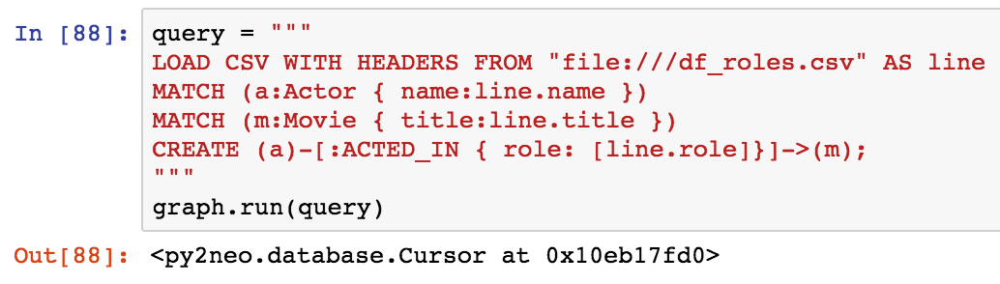 In [88]: query = """
LOAD CSV WITH HEADERS FROM "file:///df_roles.csv" AS line
MATCH (a:Actor { name:line.name })
MATCH (m:Movie { title:line.title })
CREATE (a)-[:ACTED_IN { role: [line.role]}]->(m);
"""
graph.run(query)
Out[88]: <py2neo.database.Cursor at 0x10eb17fd0>